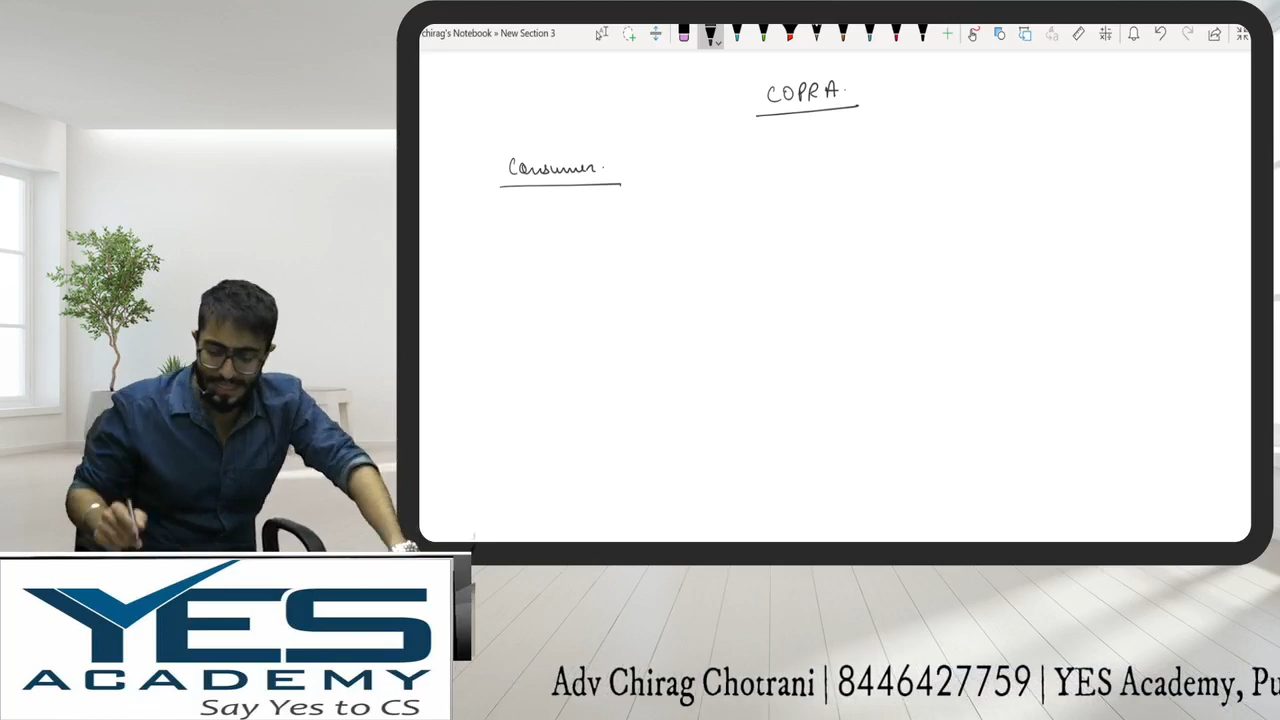 chirag's Notebook » New Section 3
COPRA.
Consumer.
YES
ACADEMY
Say Yes to CS
Adv Chirag Chotrani | 8446427759 | YES Academy, Pu